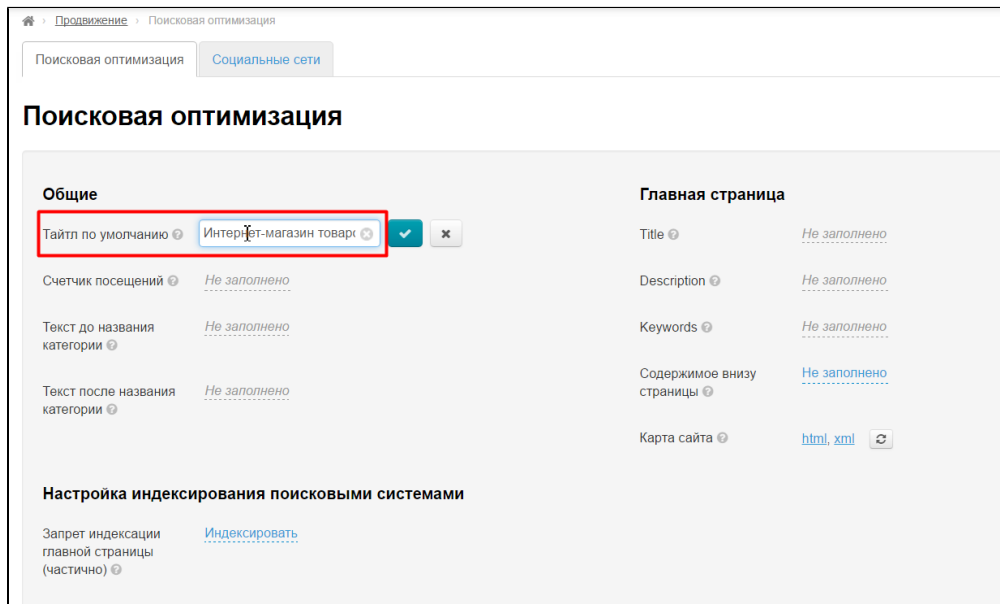 Продвижение › Поисковая оптимизация
Поисковая оптимизация Социальные сети
Поисковая оптимизация
Общие
Тайтл по умолчанию Интернет-магазин товаро
Счетчик посещений Не заполнено
Текст до названия
категории
Не заполнено
Текст после названия
категории
Не заполнено
Главная страница
Title Не заполнено
Description Не заполнено
Keywords Не заполнено
Содержимое внизу
страницы
Не заполнено
Карта сайта html, xml
Настройка индексирования поисковыми системами
Запрет индексации
главной страницы
(частично)
Индексировать